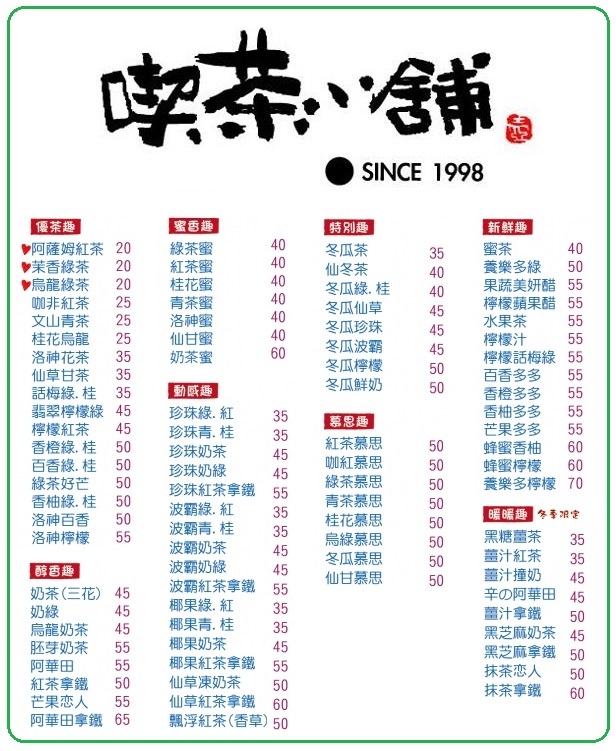 喫茶小舖
SINCE 1998
優茶趣
阿薩姆紅茶 20
茉香綠茶 20
烏龍綠茶 20
咖非紅茶 25
文山青茶 25
桂花烏龍 25
洛神花茶 35
仙草甘茶 35
話梅綠.桂 35
翡翠檸檬綠 45
檸檬紅茶 45
香橙綠.桂 50
百香綠.桂 50
綠茶好芒 50
香柚綠.桂 50
洛神百香 50
洛神檸檬 55
醇香趣
奶茶(三花) 45
奶綠 45
烏龍奶茶 45
胚芽奶茶 55
阿華田 55
紅茶拿鐵 50
芒果恋人 55
阿華田拿鐵 65
蜜香趣
綠茶蜜 40
紅茶蜜 40
桂花蜜 40
青茶蜜 40
洛神蜜 40
仙甘蜜 40
奶茶蜜 60
動感趣
珍珠綠.紅 35
珍珠青.桂 35
珍珠奶茶 45
珍珠奶綠 45
珍珠紅茶拿鐵 55
波霸綠.紅 35
波霸青.桂 35
波霸奶茶 45
波霸奶綠 45
波霸紅茶拿鐵 55
椰果綠.紅 35
椰果青.桂 35
椰果奶茶 45
椰果紅茶拿鐵 55
仙草凍奶茶 50
仙草紅茶拿鐵 60
飄浮紅茶(香草) 50
特別趣
冬瓜茶 35
仙冬茶 40
冬瓜綠.桂 40
冬瓜仙草 45
冬瓜珍珠 45
冬瓜波霸 45
冬瓜檸檬 50
冬瓜鮮奶 50
慕思趣
紅茶慕思 50
咖紅慕思 50
綠茶慕思 50
青茶慕思 50
桂花慕思 50
烏綠慕思 50
冬瓜慕思 50
仙甘慕思 50
新鮮趣
蜜茶 40
養樂多綠 50
果蔬美妍醋 55
檸檬蘋果醋 55
水果茶 55
檸檬汁 55
檸檬話梅綠 55
百香多多 55
香橙多多 55
香柚多多 55
芒果多多 55
蜂蜜香柚 60
蜂蜜檸檬 60
養樂多檸檬 70
暖暖趣 冬季限定
黑糖薑茶 35
薑汁紅茶 35
薑汁撞奶 45
辛の阿華田 45
薑汁拿鐵 50
黑芝麻奶茶 45
黑芝麻拿鐵 50
抹茶恋人 50
抹茶拿鐵 60